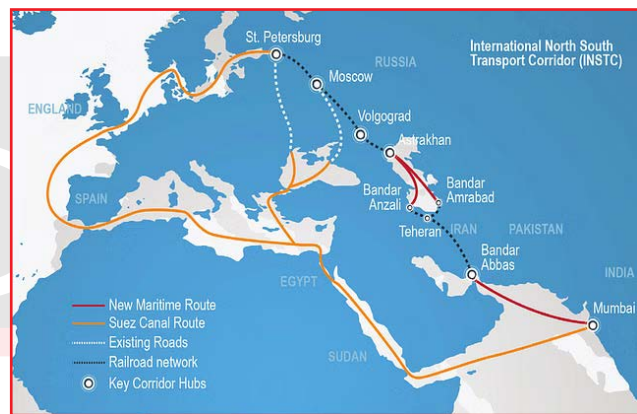 St. Petersburg
RUSSIA
International North South
Transport Corridor (INSTC)
Moscow
ENGLAND
Volgograd
Astrakhan
SPAIN
Bandar
Anzali
Bandar
Amrabad
Teheran
IRAN
PAKISTAN
Bandar
Abbas
EGYPT
INDIA
Mumbai
SUDAN
New Maritime Route
Suez Canal Route
Existing Roads
Railroad network
Key Corridor Hubs